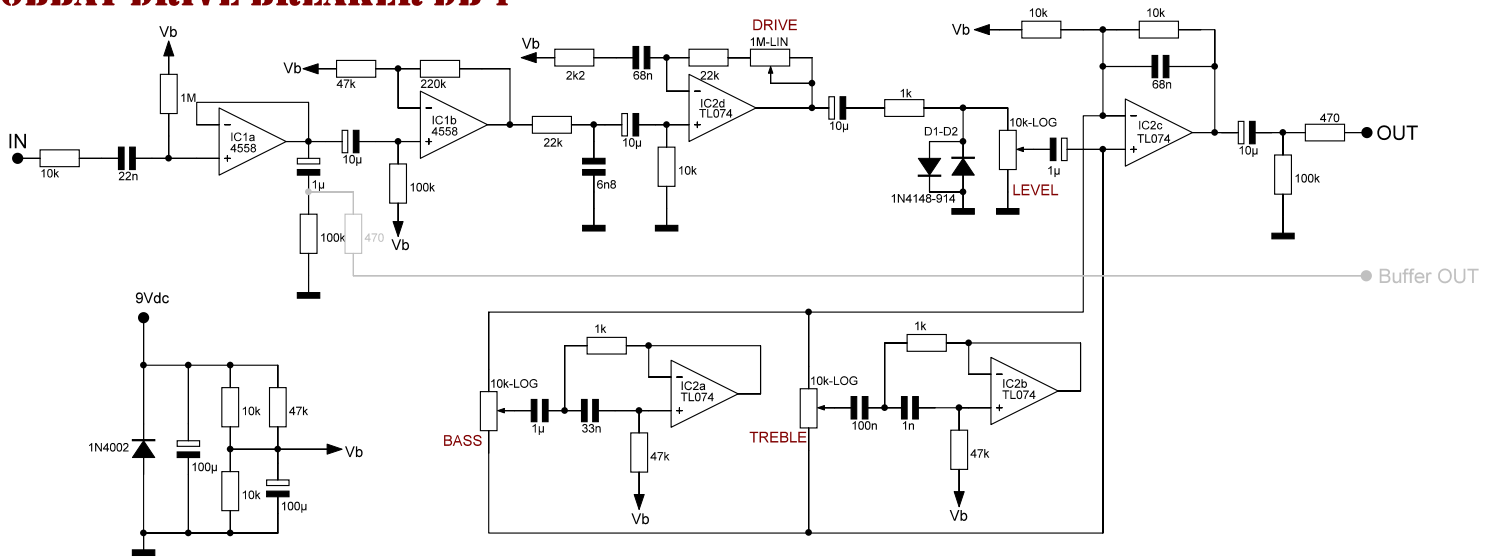 DRIVE BREAKER
IN
10k
22n
1M
Vb
IC1a
4558
1µ
100k
470
10µ
Vb
47k
220k
IC1b
4558
100k
Vb
22k
6n8
10µ
10k
Vb
2k2
68n
22k
DRIVE
1M-LIN
IC2d
TL074
10µ
1k
D1-D2
1N4148-914
10k-LOG
LEVEL
1µ
Vb
10k
10k
68n
IC2c
TL074
10µ
100k
470
OUT
Buffer OUT
9Vdc
1N4002
100µ
10k
47k
Vb
10k
100µ
10k-LOG
BASS
1µ
33n
1k
IC2a
TL074
47k
Vb
10k-LOG
TREBLE
100n
1n
1k
IC2b
TL074
47k
Vb